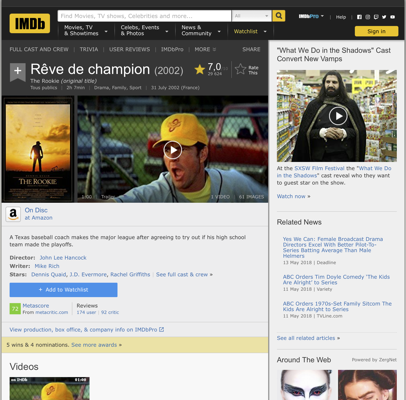 IMDb
Find Movies, TV shows, Celebrities and more...
All
IMDbPro
Help
Movies, TV & Showtimes
Celebs, Events & Photos
News & Community
Watchlist
Sign in
FULL CAST AND CREW | TRIVIA | USER REVIEWS | IMDbPro | MORE
SHARE
Rêve de champion (2002)
The Rookie (original title)
Tous publics | 2h 7min | Drama, Family, Sport | 31 July 2002 (France)
7,0
Rate This
THE ROOKIE
Trailer
1 VIDEO
On Disc
at Amazon
A Texas baseball coach makes the major league after agreeing to try out if his high school
team made the playoffs.
Director: John Lee Hancock
Writer: Mike Rich
Stars: Dennis Quaid, J.D. Evermore, Rachel Griffiths | See full cast & crew »
+ Add to Watchlist
Metascore
From metacritic.com
Reviews
174 user | 92 critic
View production, box office, & company info on IMDbPro
5 wins & 4 nominations. See more awards »
Videos
"What We Do in the Shadows" Cast
Convert New Vamps
At the SXSW Film Festival the "What We
Do in the Shadows" cast reveal who they
want to guest star on the show.
Watch now »
Related News
Yes We Can: Female Broadcast Drama
Directors Excel With Better Pilot-To-
Series Batting Average Than Male
Helmers
13 May 2018 | Deadline
ABC Orders Tim Doyle Comedy 'The Kids
Are Alright' to Series
11 May 2018 | Variety
ABC Orders 1970s-Set Family Sitcom The
Kids Are Alright to Series
11 May 2018 | TVLine.com
See all related articles »
Around The Web
Powered by ZergNet